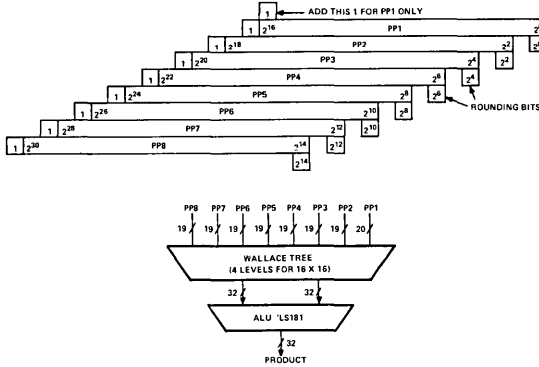 1 ADD THIS 1 FOR PP1 ONLY
1 2^16 PP1
1 2^18 PP2 2^2
1 2^20 PP3 2^4 2^2
1 2^22 PP4 2^6 2^4
1 2^24 PP5 2^8 2^6 ROUNDING BITS
1 2^26 PP6 2^10 2^8
1 2^28 PP7 2^12 2^10
1 2^30 PP8 2^14 2^12
2^14
PP8 PP7 PP6 PP5 PP4 PP3 PP2 PP1
19 19 19 19 19 19 19 20
WALLACE TREE
(4 LEVELS FOR 16 X 16)
32 32
ALU 'LS181
32
PRODUCT